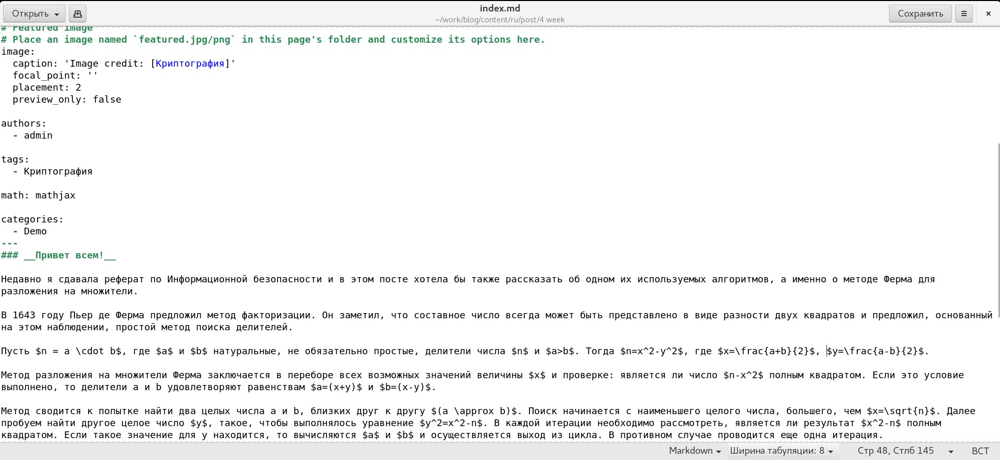 Открыть
index.md
~/work/blog/content/ru/post/4 week
Сохранить
# Featured image
# Place an image named `featured.jpg/png` in this page's folder and customize its options here.
image:
  caption: 'Image credit: [Криптография]'
  focal_point: ''
  placement: 2
  preview_only: false
authors:
  - admin
tags:
  - Криптография
math: mathjax
categories:
  - Demo
---
### __Привет всем!__
Недавно я сдавала реферат по Информационной безопасности и в этом посте хотела бы также рассказать об одном их используемых алгоритмов, а именно о методе Ферма для
разложения на множители.
В 1643 году Пьер де Ферма предложил метод факторизации. Он заметил, что составное число всегда может быть представлено в виде разности двух квадратов и предложил, основанный
на этом наблюдении, простой метод поиска делителей.
Пусть $n = a \cdot b$, где $a$ и $b$ натуральные, не обязательно простые, делители числа $n$ и $a>b$. Тогда $n=x^2-y^2$, где $x=\frac{a+b}{2}$, $y=\frac{a-b}{2}$.
Метод разложения на множители Ферма заключается в переборе всех возможных значений величины $x$ и проверке: является ли число $n-x^2$ полным квадратом. Если это условие
выполнено, то делители a и b удовлетворяют равенствам $a=(x+y)$ и $b=(x-y)$.
Метод сводится к попытке найти два целых числа a и b, близких друг к другу $(a \approx b)$. Поиск начинается с наименьшего целого числа, большего, чем $x=\sqrt{n}$. Далее
пробуем найти другое целое число $y$, такое, чтобы выполнялось уравнение $y^2=x^2-n$. В каждой итерации необходимо рассмотреть, является ли результат $x^2-n$ полным
квадратом. Если такое значение для y находится, то вычисляются $a$ и $b$ и осуществляется выход из цикла. В противном случае проводится еще одна итерация.
Markdown
Ширина табуляции: 8
Стр 48, Стлб 145
ВСТ